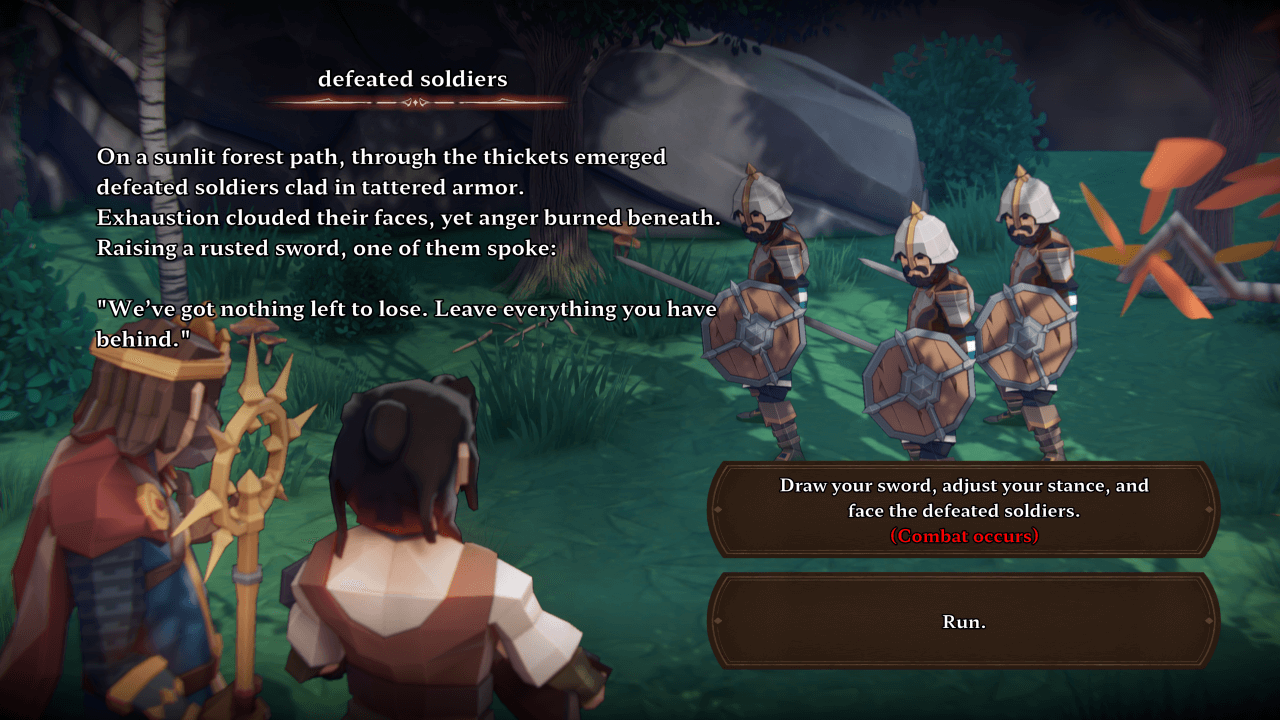 defeated soldiers
On a sunlit forest path, through the thickets emerged
defeated soldiers clad in tattered armor.
Exhaustion clouded their faces, yet anger burned beneath.
Raising a rusted sword, one of them spoke:
"We’ve got nothing left to lose. Leave everything you have
behind."
Draw your sword, adjust your stance, and
face the defeated soldiers.
(Combat occurs)
Run.